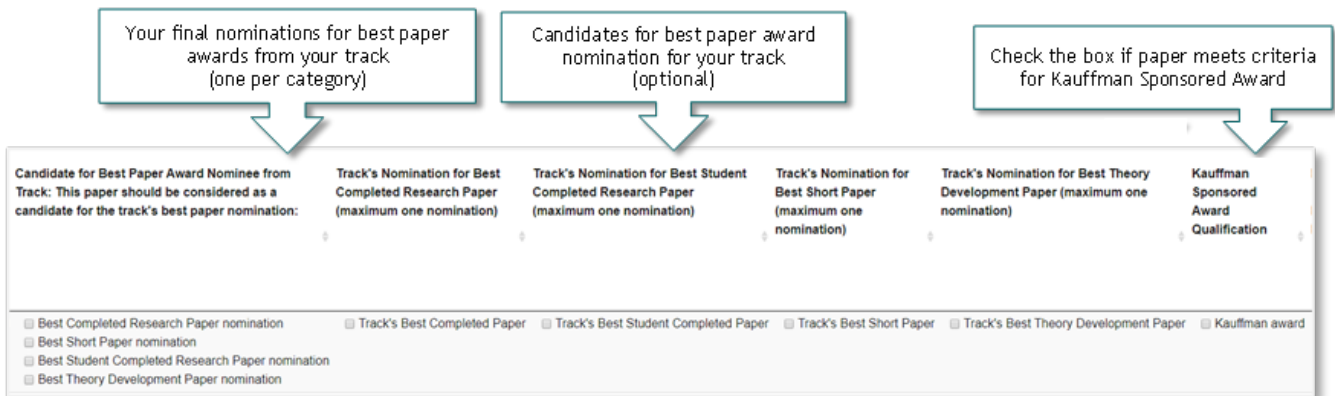 Your final nominations for best paper
awards from your track
(one per category)
Candidates for best paper award
nomination for your track
(optional)
Check the box if paper meets criteria
for Kauffman Sponsored Award
Candidate for Best Paper Award Nominee from
Track: This paper should be considered as a
candidate for the track's best paper nomination:
Track's Nomination for Best
Completed Research Paper
(maximum one nomination)
Track's Nomination for Best Student
Completed Research Paper
(maximum one nomination)
Track's Nomination for
Best Short Paper
(maximum one
nomination)
Track's Nomination for Best Theory
Development Paper (maximum one
nomination)
Kauffman
Sponsored
Award
Qualification
Best Completed Research Paper nomination
Best Short Paper nomination
Best Student Completed Research Paper nomination
Best Theory Development Paper nomination
Track's Best Completed Paper
Track's Best Student Completed Paper
Track's Best Short Paper
Track's Best Theory Development Paper
Kauffman award